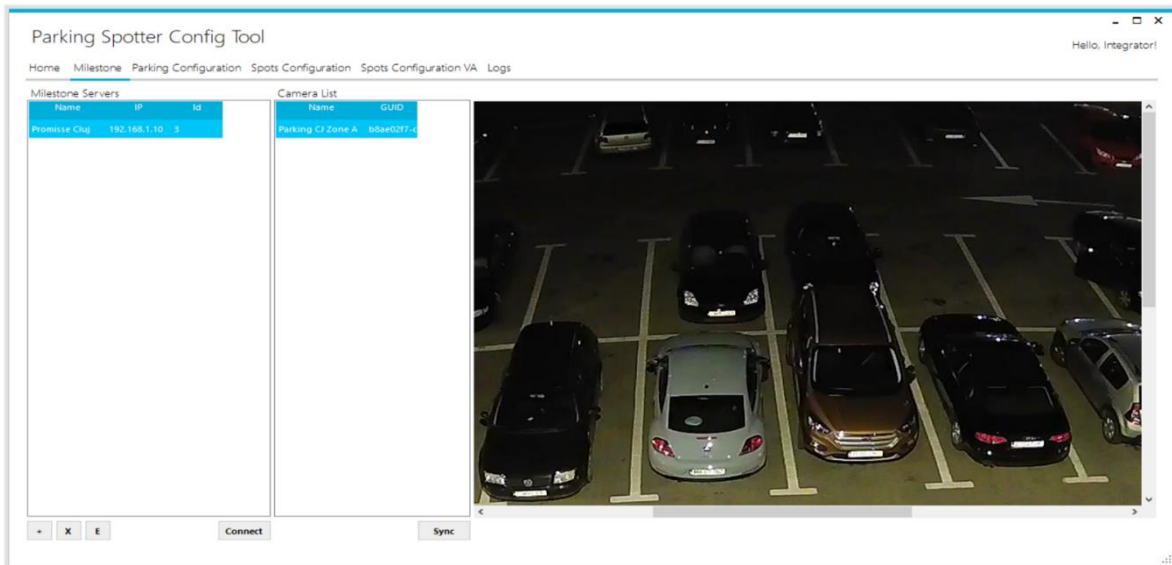 Parking Spotter Config Tool
Hello, Integrator!
Home Milestone Parking Configuration Spots Configuration Spots Configuration VA Logs
Milestone Servers Camera List
Name IP Id Name GUID
Promisse Cluj 192.168.1.10 3 Parking CJ Zone A b8ae02f7-c
+ X E Connect Sync